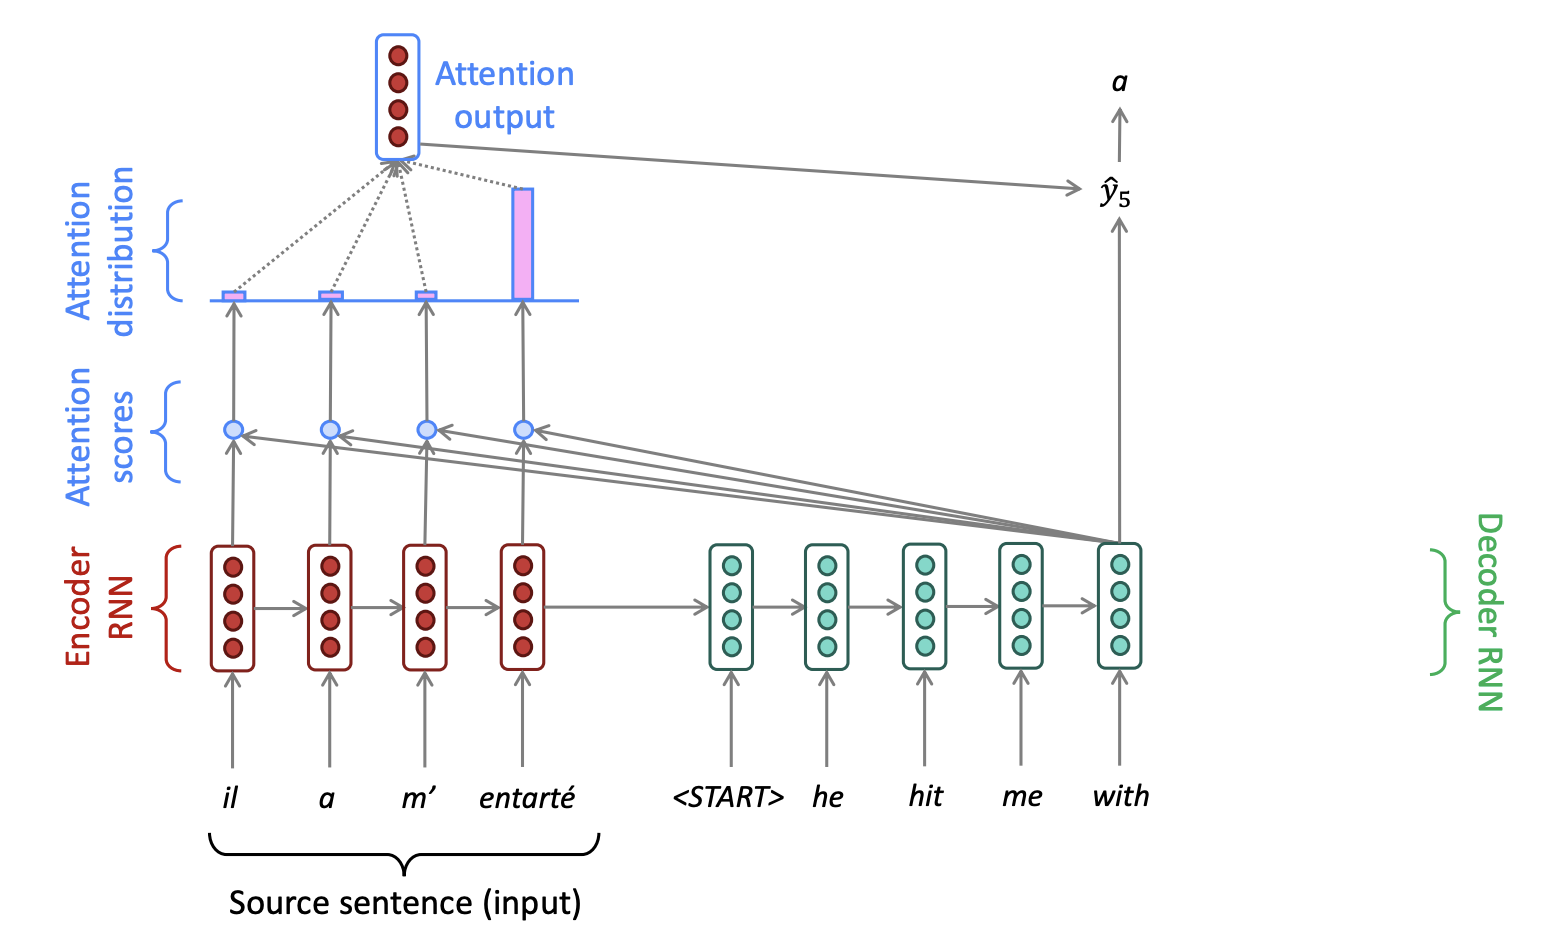 Attention
output
a
ŷ5
Attention
distribution
Attention
scores
Encoder
RNN
Decoder RNN
il a m’ entarté <START> he hit me with
Source sentence (input)